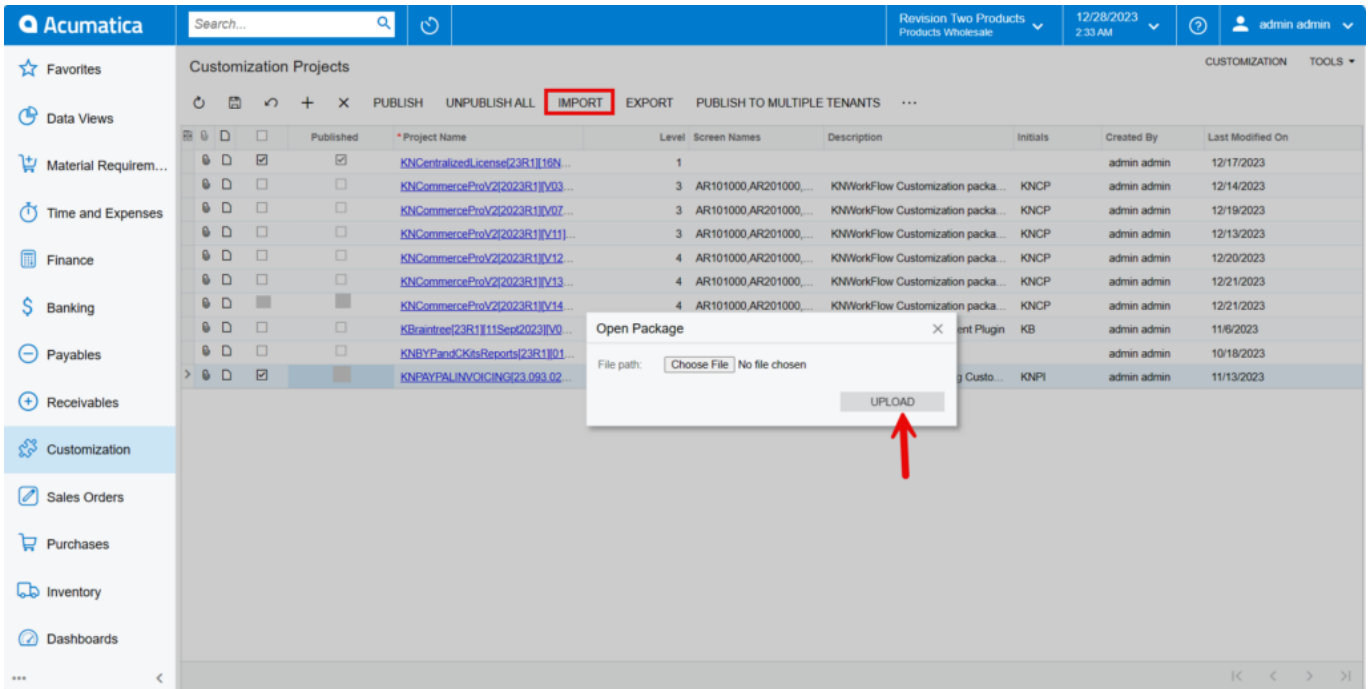 Acumatica
Search...
Revision Two Products
Products Wholesale
12/28/2023
2:33 AM
admin admin
Favorites
Data Views
Material Requirem...
Time and Expenses
Finance
Banking
Payables
Receivables
Customization
Sales Orders
Purchases
Inventory
Dashboards
Customization Projects
CUSTOMIZATION TOOLS
PUBLISH UNPUBLISH ALL IMPORT EXPORT PUBLISH TO MULTIPLE TENANTS ...
Published * Project Name Level Screen Names Description Initials Created By Last Modified On
KNCentralizedLicense[23R1][16N... 1 admin admin 12/17/2023
KNCommerceProV2[2023R1][V03... 3 AR101000,AR201000,... KNWorkFlow Customization packa... KNCP admin admin 12/14/2023
KNCommerceProV2[2023R1][V07... 3 AR101000,AR201000,... KNWorkFlow Customization packa... KNCP admin admin 12/19/2023
KNCommerceProV2[2023R1][V11]... 3 AR101000,AR201000,... KNWorkFlow Customization packa... KNCP admin admin 12/13/2023
KNCommerceProV2[2023R1][V12... 4 AR101000,AR201000,... KNWorkFlow Customization packa... KNCP admin admin 12/20/2023
KNCommerceProV2[2023R1][V13... 4 AR101000,AR201000,... KNWorkFlow Customization packa... KNCP admin admin 12/21/2023
KNCommerceProV2[2023R1][V14... 4 AR101000,AR201000,... KNWorkFlow Customization packa... KNCP admin admin 12/21/2023
KBraintree[23R1][11Sept2023][V0... ent Plugin KB admin admin 11/6/2023
KNBYPandCKitsReports[23R1][01... admin admin 10/18/2023
KNPAYPALINVOICING[23.093.02... g Custo... KNPI admin admin 11/13/2023
Open Package
File path: Choose File No file chosen
UPLOAD